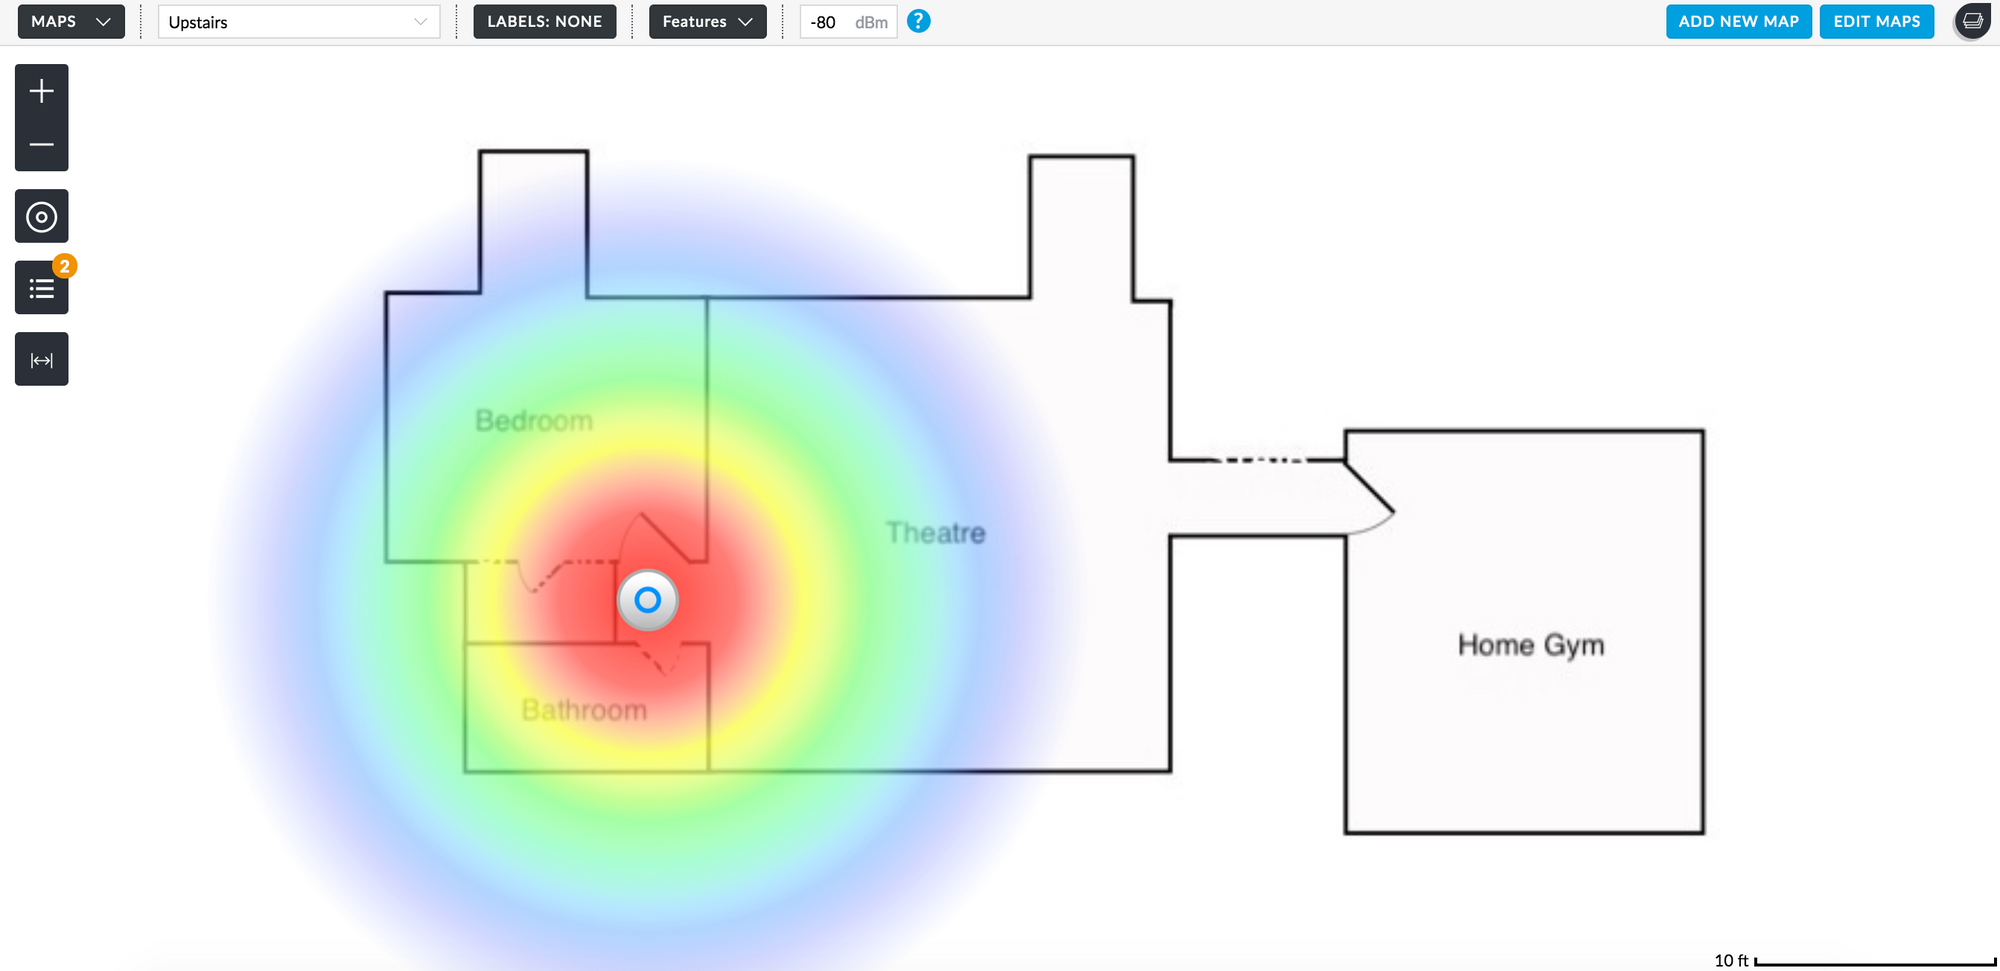 MAPS
Upstairs
LABELS: NONE
Features
-80 dBm
?
ADD NEW MAP
EDIT MAPS
2
Bedroom
Theatre
Home Gym
Bathroom
10 ft